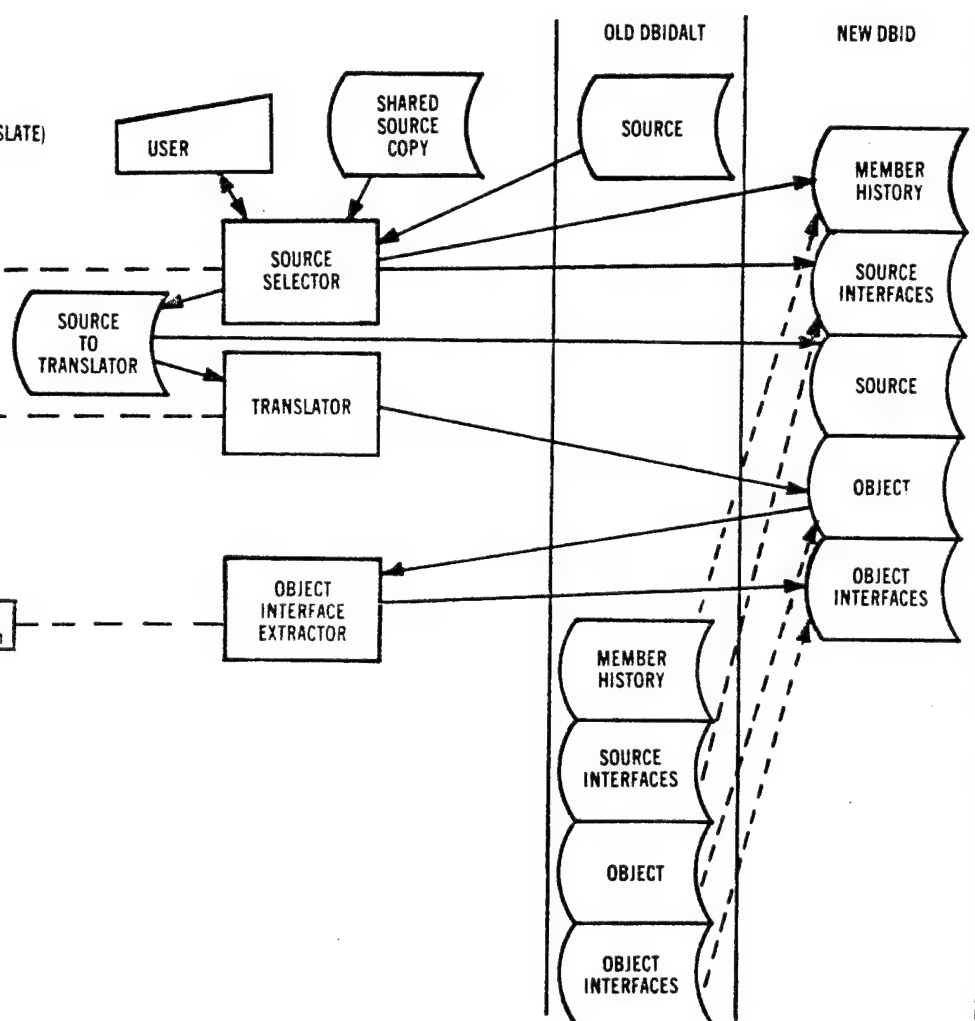 OLD DBIDALT
NEW DBID
SLATE)
USER
SHARED
SOURCE
COPY
SOURCE
MEMBER
HISTORY
SOURCE
SELECTOR
SOURCE
INTERFACES
SOURCE
TO
TRANSLATOR
TRANSLATOR
SOURCE
OBJECT
OBJECT
INTERFACE
EXTRACTOR
OBJECT
INTERFACES
MEMBER
HISTORY
SOURCE
INTERFACES
OBJECT
OBJECT
INTERFACES